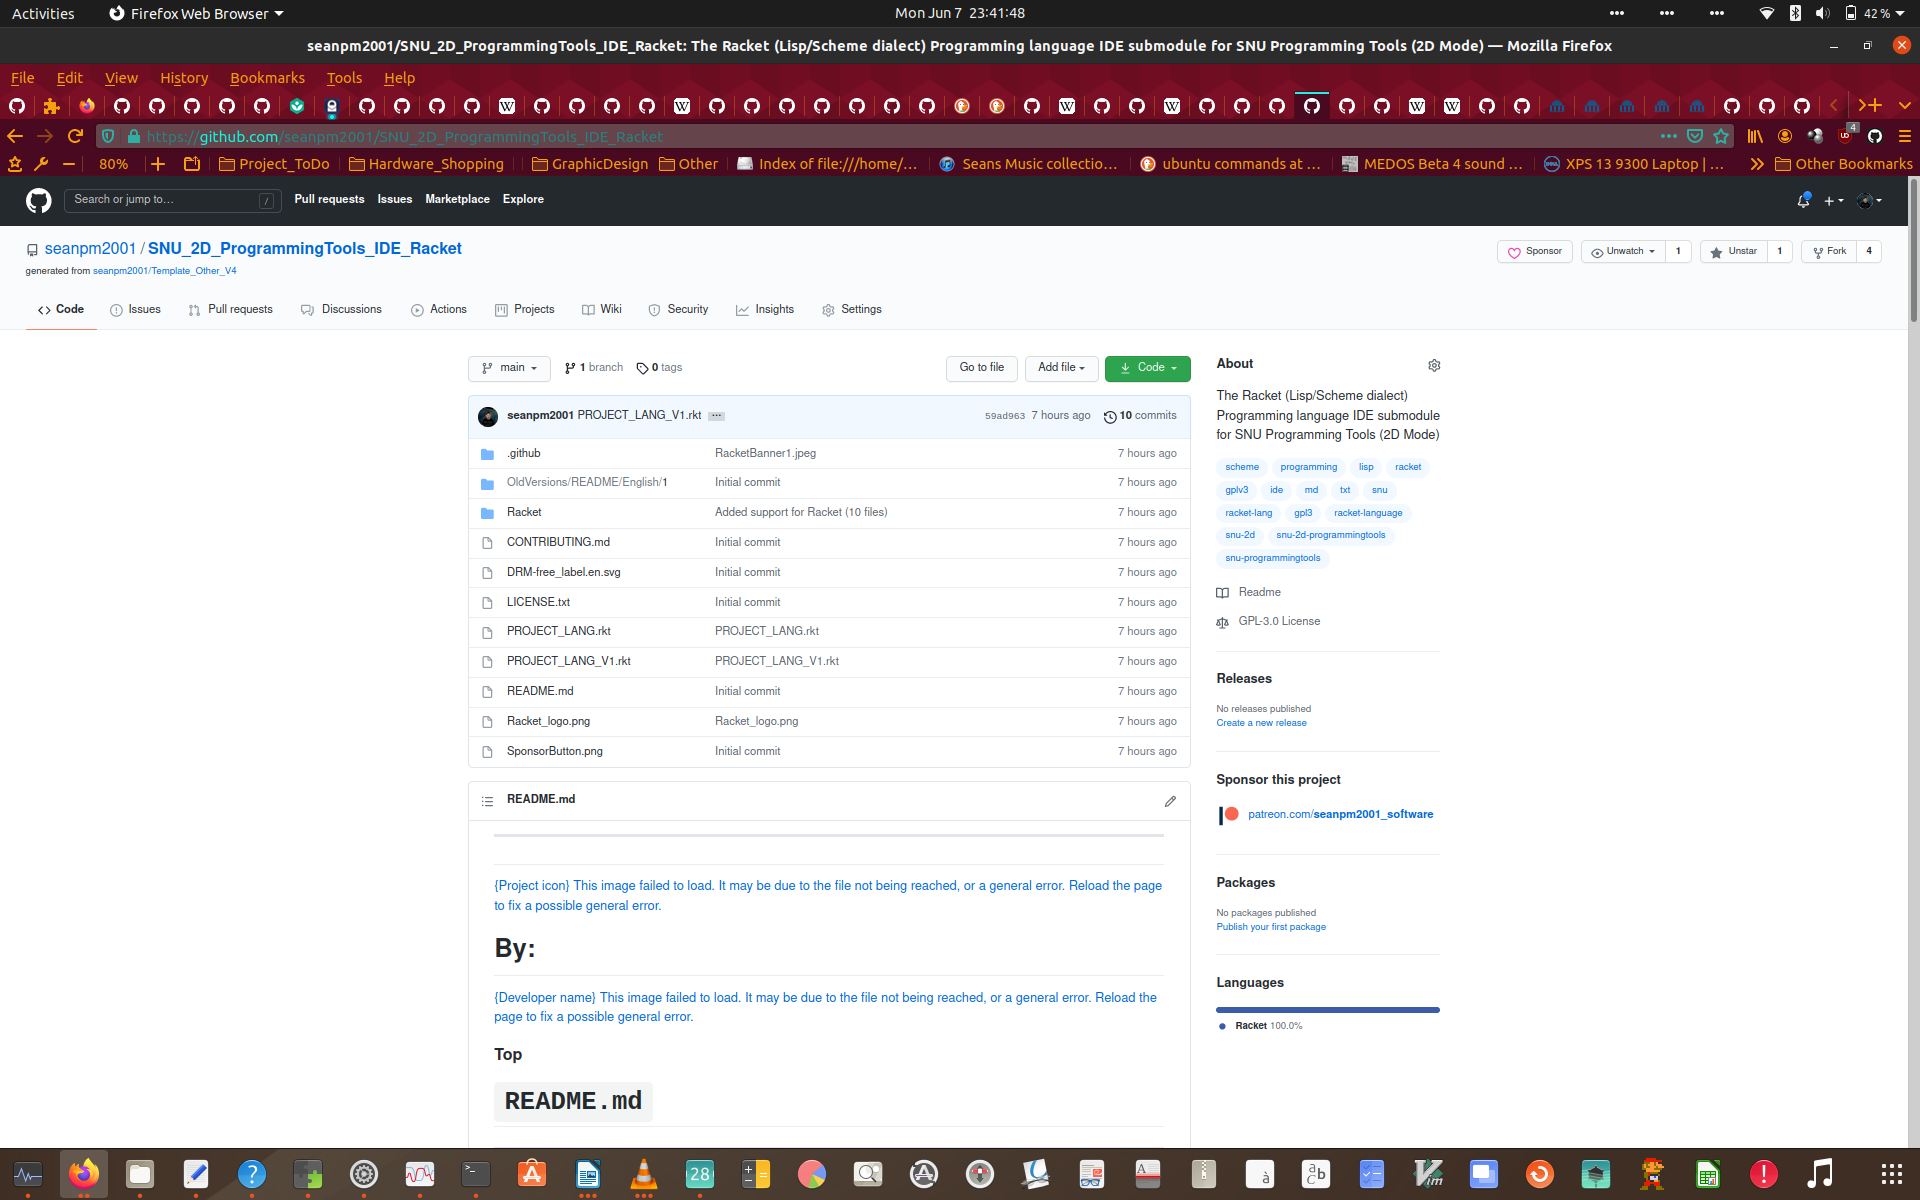 Activities
Firefox Web Browser
Mon Jun 7 23:41:48
42 %
seanpm2001/SNU_2D_ProgrammingTools_IDE_Racket: The Racket (Lisp/Scheme dialect) Programming language IDE submodule for SNU Programming Tools (2D Mode) — Mozilla Firefox
File Edit View History Bookmarks Tools Help
https://github.com/seanpm2001/SNU_2D_ProgrammingTools_IDE_Racket
4
80%
Project_ToDo
Hardware_Shopping
GraphicDesign
Other
Index of file:///home/…
Seans Music collectio…
ubuntu commands at …
MEDOS Beta 4 sound …
XPS 13 9300 Laptop | …
Other Bookmarks
Search or jump to…
/
Pull requests Issues Marketplace Explore
seanpm2001 / SNU_2D_ProgrammingTools_IDE_Racket
generated from seanpm2001/Template_Other_V4
Sponsor
Unwatch 1
Unstar 1
Fork 4
Code
Issues
Pull requests
Discussions
Actions
Projects
Wiki
Security
Insights
Settings
main
1 branch
0 tags
Go to file
Add file
Code
seanpm2001 PROJECT_LANG_V1.rkt ...
59ad963 7 hours ago
10 commits
.github RacketBanner1.jpeg 7 hours ago
OldVersions/README/English/1 Initial commit 7 hours ago
Racket Added support for Racket (10 files) 7 hours ago
CONTRIBUTING.md Initial commit 7 hours ago
DRM-free_label.en.svg Initial commit 7 hours ago
LICENSE.txt Initial commit 7 hours ago
PROJECT_LANG.rkt PROJECT_LANG.rkt 7 hours ago
PROJECT_LANG_V1.rkt PROJECT_LANG_V1.rkt 7 hours ago
README.md Initial commit 7 hours ago
Racket_logo.png Racket_logo.png 7 hours ago
SponsorButton.png Initial commit 7 hours ago
README.md
{Project icon} This image failed to load. It may be due to the file not being reached, or a general error. Reload the page
to fix a possible general error.
By:
{Developer name} This image failed to load. It may be due to the file not being reached, or a general error. Reload the
page to fix a possible general error.
Top
README.md
About
The Racket (Lisp/Scheme dialect)
Programming language IDE submodule
for SNU Programming Tools (2D Mode)
scheme programming lisp racket
gplv3 ide md txt snu
racket-lang gpl3 racket-language
snu-2d snu-2d-programmingtools
snu-programmingtools
Readme
GPL-3.0 License
Releases
No releases published
Create a new release
Sponsor this project
patreon.com/seanpm2001_software
Packages
No packages published
Publish your first package
Languages
Racket 100.0%
28